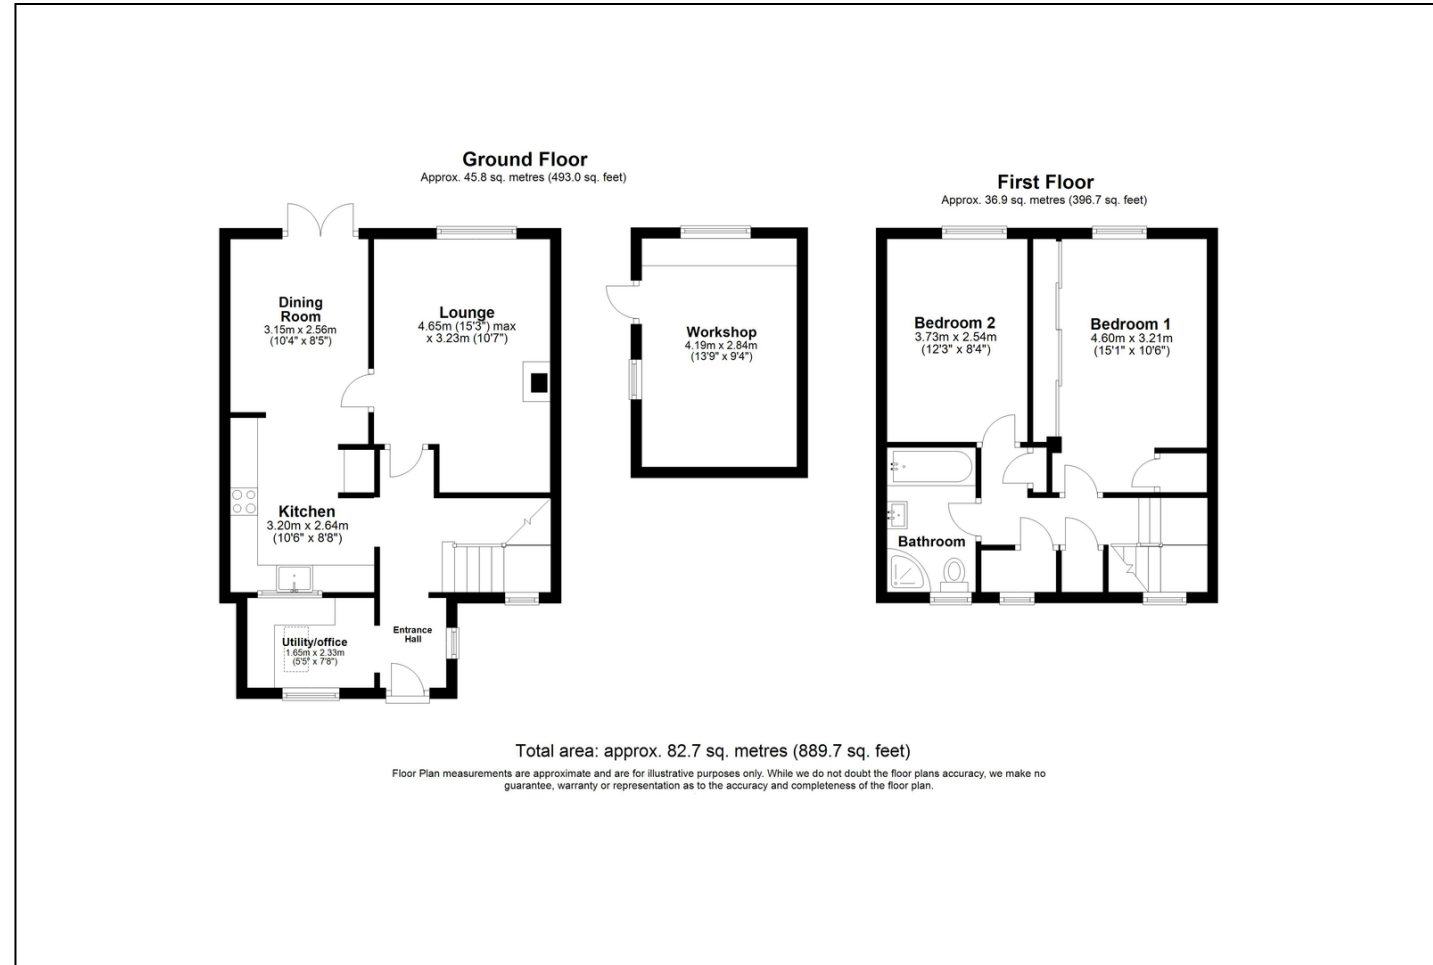 Ground Floor
Approx. 45.8 sq. metres (493.0 sq. feet)
First Floor
Approx. 36.9 sq. metres (396.7 sq. feet)
Dining
Room
3.15m x 2.56m
(10'4" x 8'5")
Lounge
4.65m (15'3") max
x 3.23m (10'7")
Workshop
4.19m x 2.84m
(13'9" x 9'4")
Bedroom 2
3.73m x 2.54m
(12'3" x 8'4")
Bedroom 1
4.60m x 3.21m
(15'1" x 10'6")
Kitchen
3.20m x 2.64m
(10'6" x 8'8")
Bathroom
Utility/office
1.65m x 2.33m
(5'5" x 7'8")
Entrance
Hall
Total area: approx. 82.7 sq. metres (889.7 sq. feet)
Floor Plan measurements are approximate and are for illustrative purposes only. While we do not doubt the floor plans accuracy, we make no
guarantee, warranty or representation as to the accuracy and completeness of the floor plan.